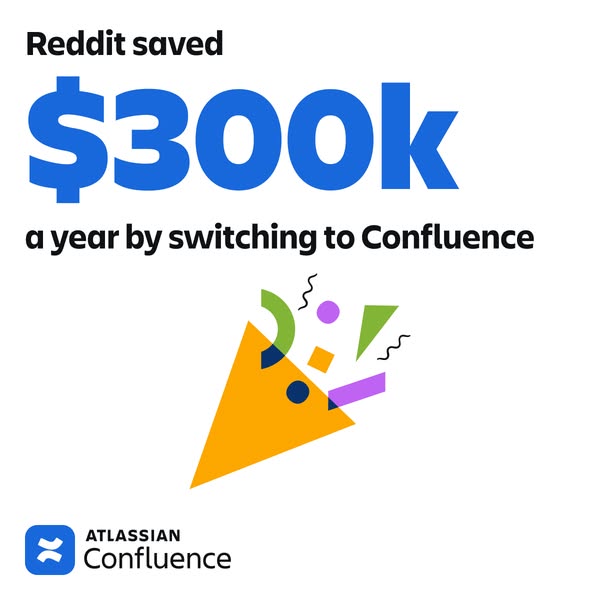 Reddit saved
$300k
a year by switching to Confluence
ATLASSIAN
Confluence